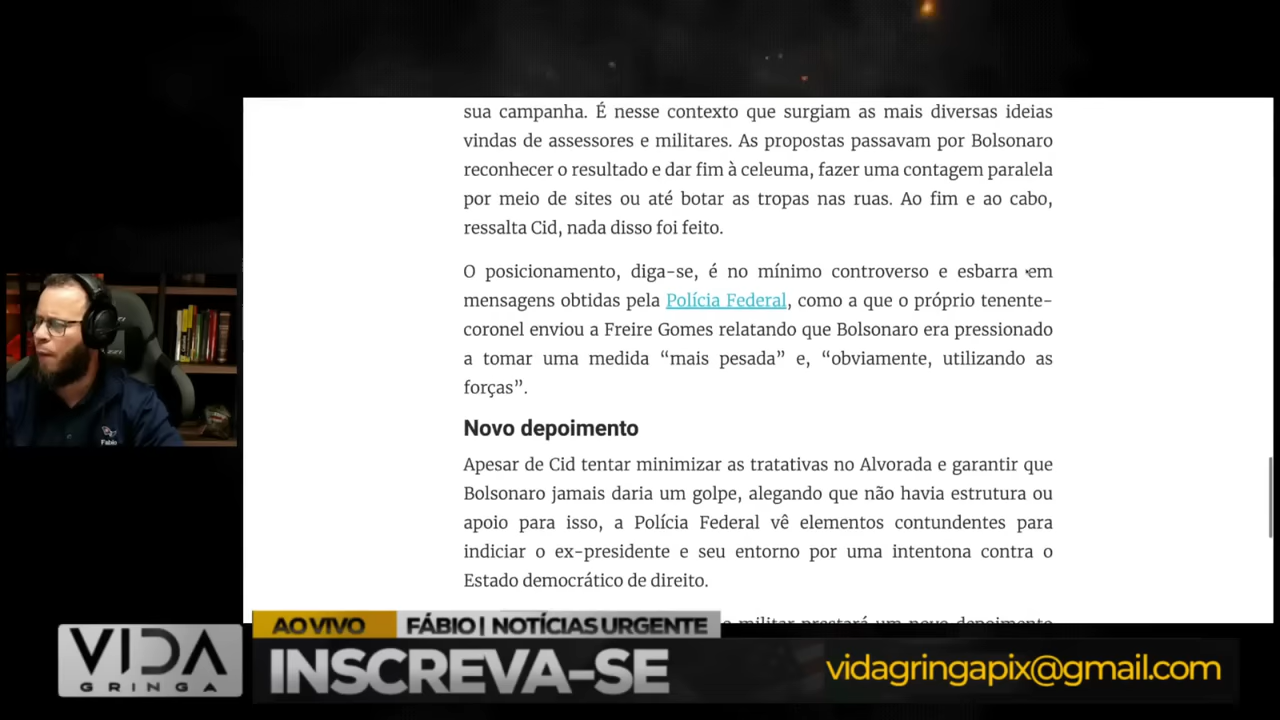 sua campanha. É nesse contexto que surgiam as mais diversas ideias
vindas de assessores e militares. As propostas passavam por Bolsonaro
reconhecer o resultado e dar fim à celeuma, fazer uma contagem paralela
por meio de sites ou até botar as tropas nas ruas. Ao fim e ao cabo,
ressalta Cid, nada disso foi feito.
O posicionamento, diga-se, é no mínimo controverso e esbarra em
mensagens obtidas pela Polícia Federal, como a que o próprio tenente-
coronel enviou a Freire Gomes relatando que Bolsonaro era pressionado
a tomar uma medida “mais pesada” e, “obviamente, utilizando as
forças”.
Novo depoimento
Apesar de Cid tentar minimizar as tratativas no Alvorada e garantir que
Bolsonaro jamais daria um golpe, alegando que não havia estrutura ou
apoio para isso, a Polícia Federal vê elementos contundentes para
indiciar o ex-presidente e seu entorno por uma intentona contra o
Estado democrático de direito.
militar prestará um novo depoimento
Fabio
AO VIVO FÁBIO | NOTÍCIAS URGENTE
VIDA
GRINGA
INSCREVA-SE
vidagringapix@gmail.com